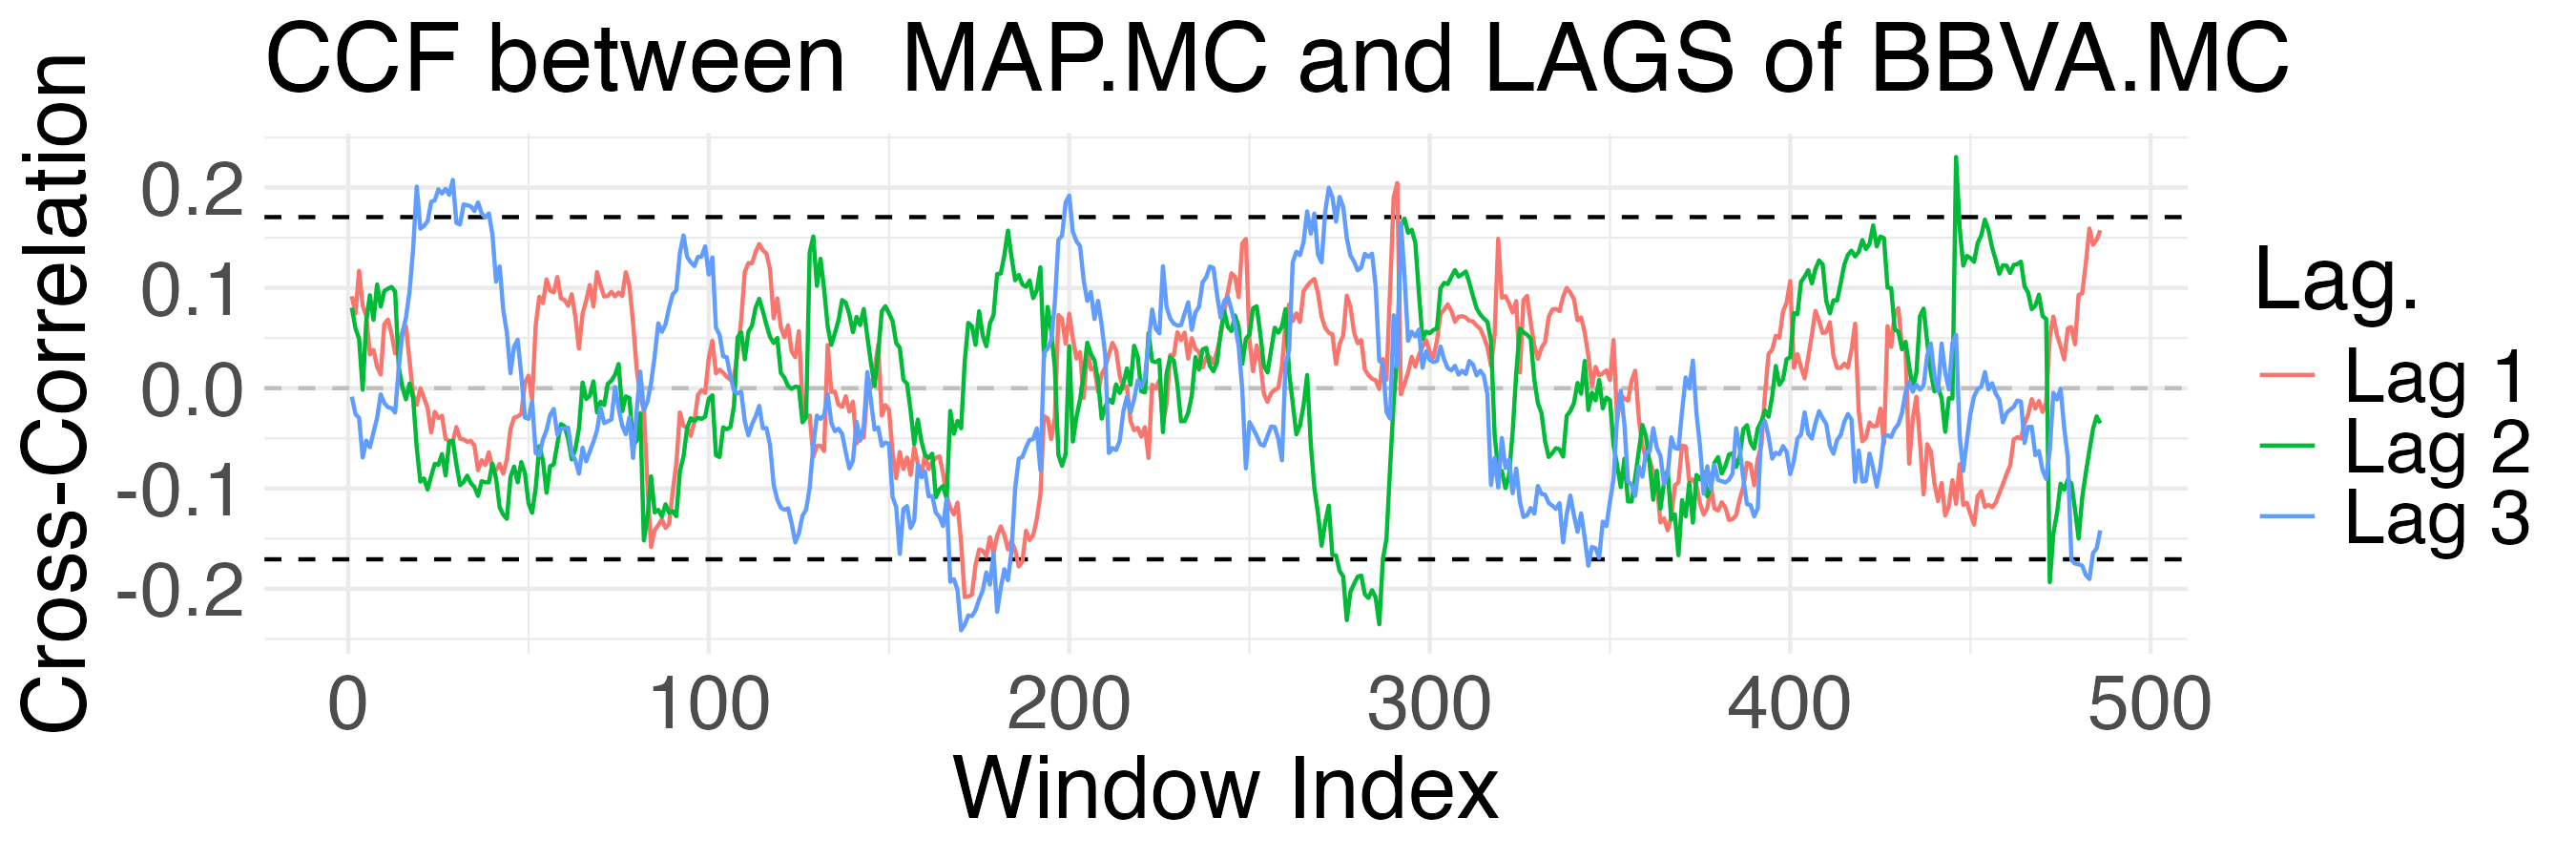 CCF between  MAP.MC and LAGS of BBVA.MC
Cross-Correlation
0.2
0.1
0.0
-0.1
-0.2
0 100 200 300 400 500
Window Index
Lag.
Lag 1
Lag 2
Lag 3